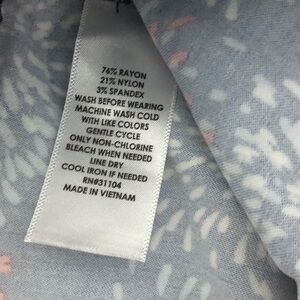 76% RAYON
21% NYLON
3% SPANDEX
WASH BEFORE WEARING
MACHINE WASH COLD
WITH LIKE COLORS
GENTLE CYCLE
ONLY NON-CHLORINE
BLEACH WHEN NEEDED
LINE DRY
COOL IRON IF NEEDED
RN#31104
MADE IN VIETNAM